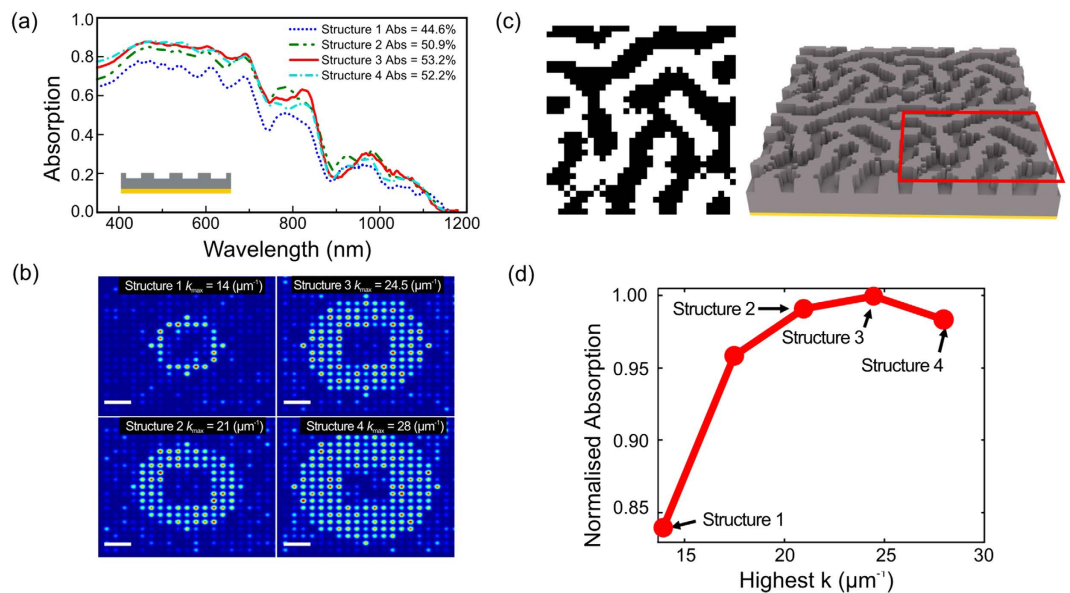 (a)
1.0
0.8
0.6
0.4
0.2
0.0
Absorption
Structure 1 Abs = 44.6%
Structure 2 Abs = 50.9%
Structure 3 Abs = 53.2%
Structure 4 Abs = 52.2%
400 600 800 1000 1200
Wavelength (nm)
(b)
Structure 1 kmax = 14 (µm-1)
Structure 3 kmax = 24.5 (µm-1)
Structure 2 kmax = 21 (µm-1)
Structure 4 kmax = 28 (µm-1)
(c)
(d)
1.00
0.95
0.90
0.85
Normalised Absorption
Structure 2
Structure 3
Structure 4
Structure 1
15 20 25 30
Highest k (µm-1)